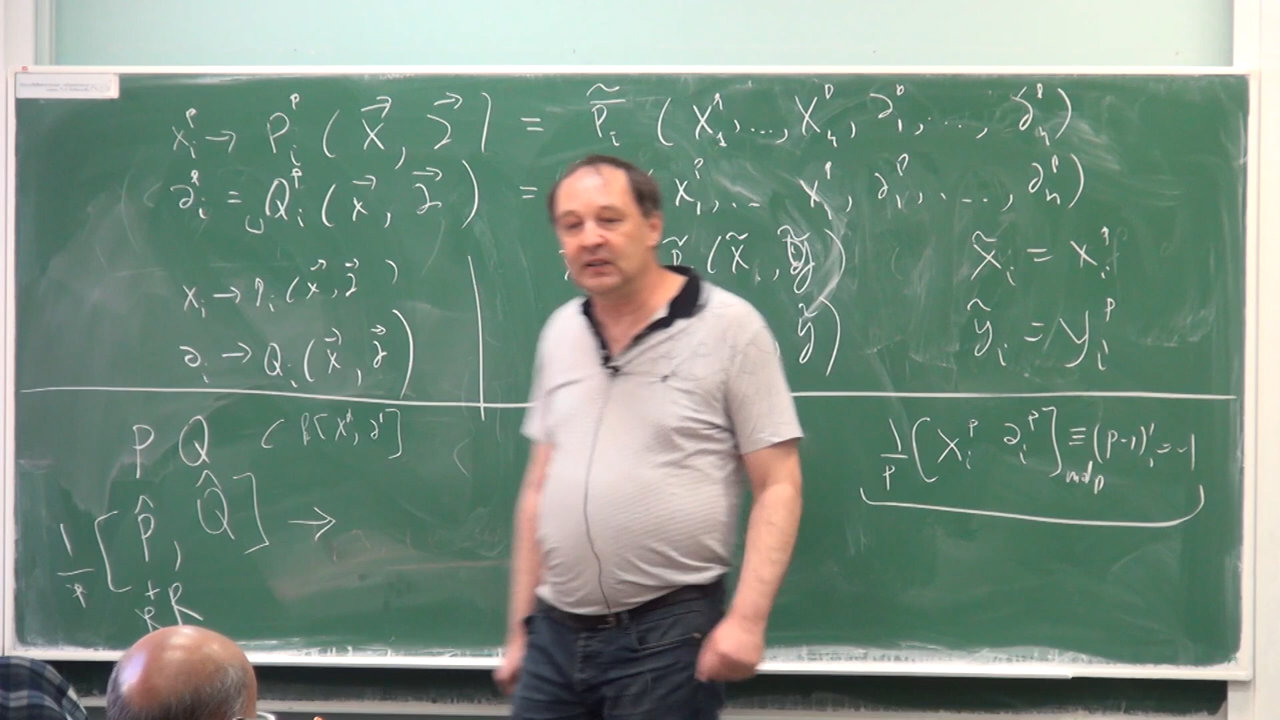 x_i^p → P_i^p ( x⃗, ∂⃗ ) = P̃_i ( x_1^p, ..., x_n^p, ∂_1^p, ..., ∂_n^p )
∂_i^p = Q_i^p ( x⃗, ∂⃗ ) = x_1^p, ... x_n^p, ∂_1^p, ..., ∂_n^p )
x_i → P_i ( x⃗, ∂⃗ )
∂_i → Q_i ( x⃗, ∂⃗ )
( x̃, ỹ )
ỹ )
x̃_i = x_i^p
ỹ_i = y_i^p
P Q
1/p [ P̂, Q̂ ] →
+
R
1/p [ x_i^p ∂_i^p ] ≡ (p-1)! = -1
mod p